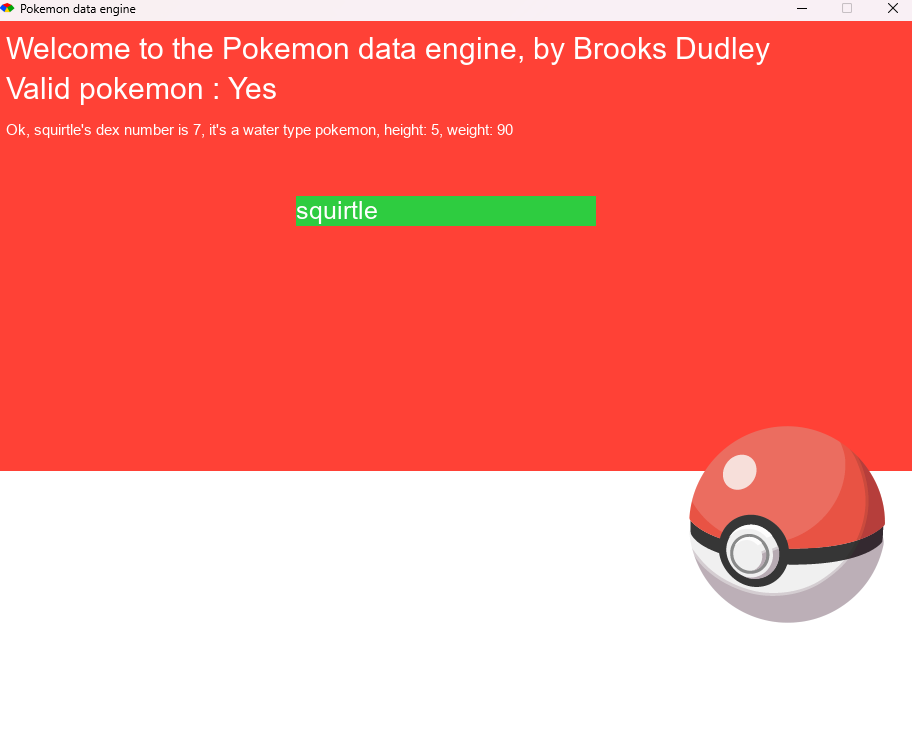 Pokemon data engine
Welcome to the Pokemon data engine, by Brooks Dudley
Valid pokemon : Yes
Ok, squirtle's dex number is 7, it's a water type pokemon, height: 5, weight: 90
squirtle